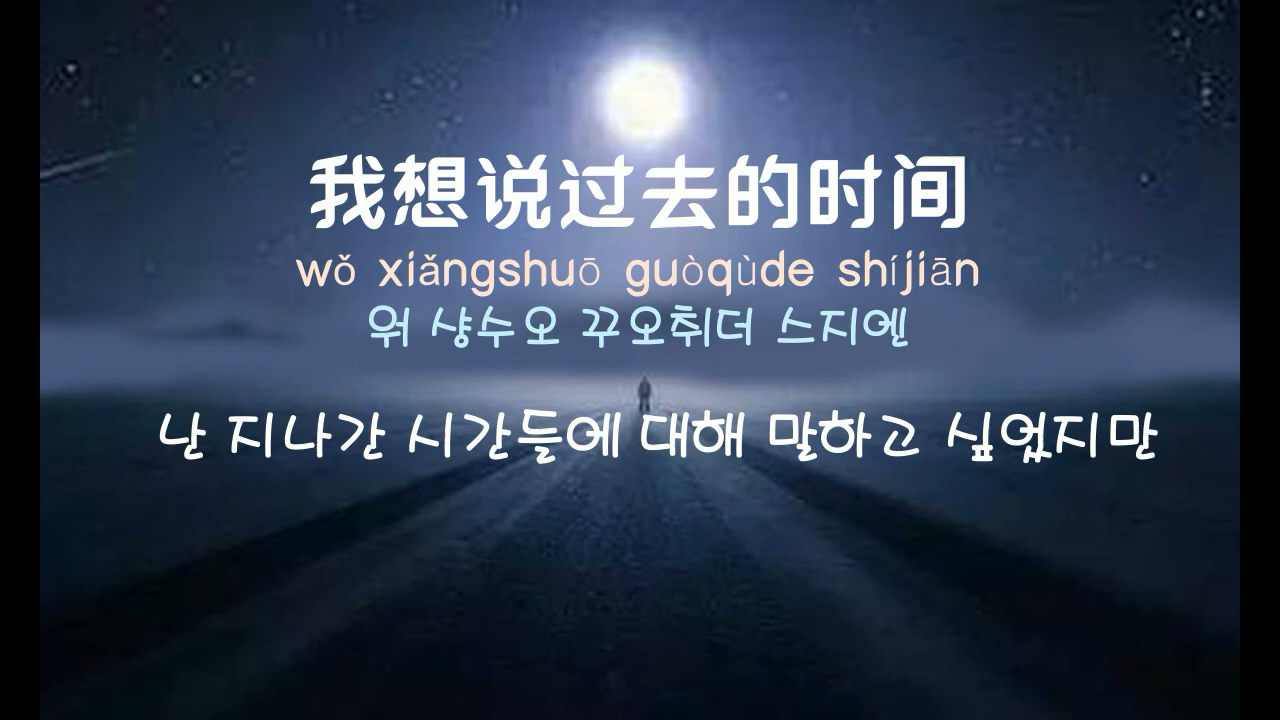 我想说过去的时间
wǒ xiǎngshuō guòqùde shíjiān
워 샹수오 꾸오취더 스지엔
난 지나간 시간들에 대해 말하고 싶었지만